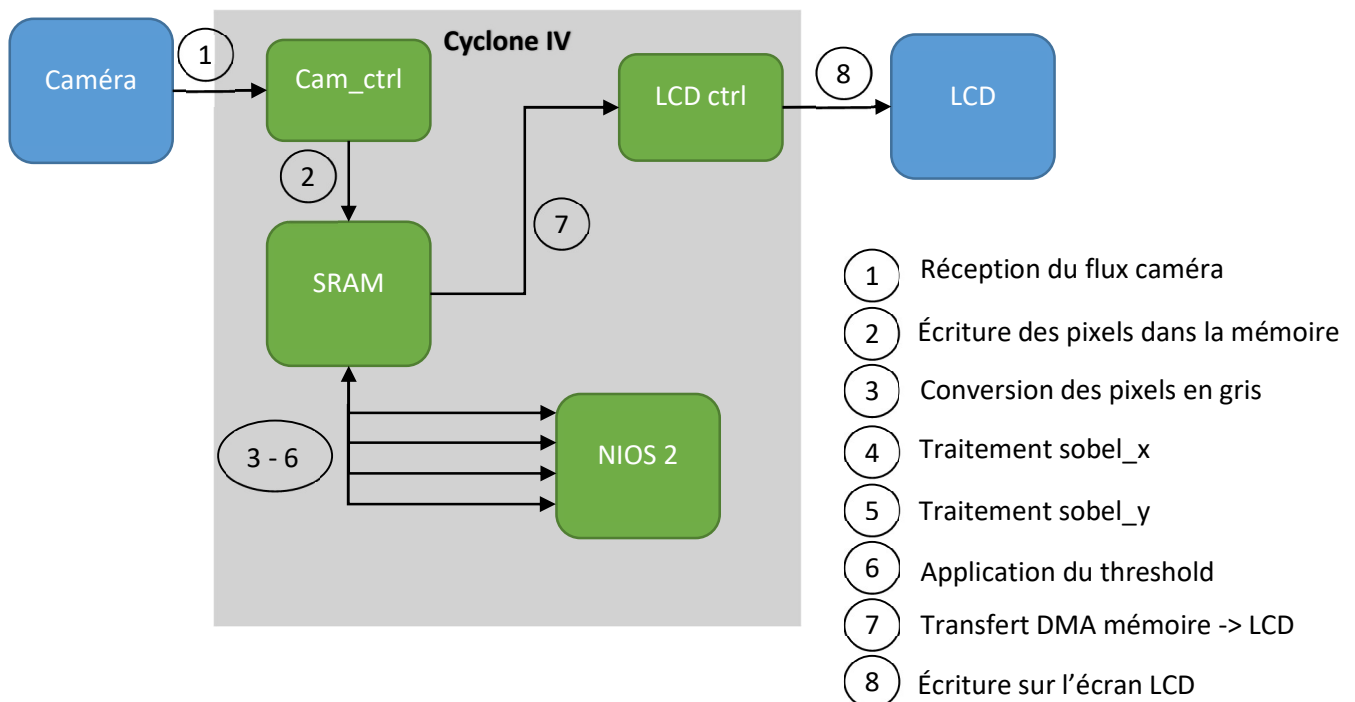 Cyclone IV
Caméra
1
Cam_ctrl
LCD ctrl
8
LCD
2
7
SRAM
3 - 6
NIOS 2
1 Réception du flux caméra
2 Écriture des pixels dans la mémoire
3 Conversion des pixels en gris
4 Traitement sobel_x
5 Traitement sobel_y
6 Application du threshold
7 Transfert DMA mémoire -> LCD
8 Écriture sur l’écran LCD